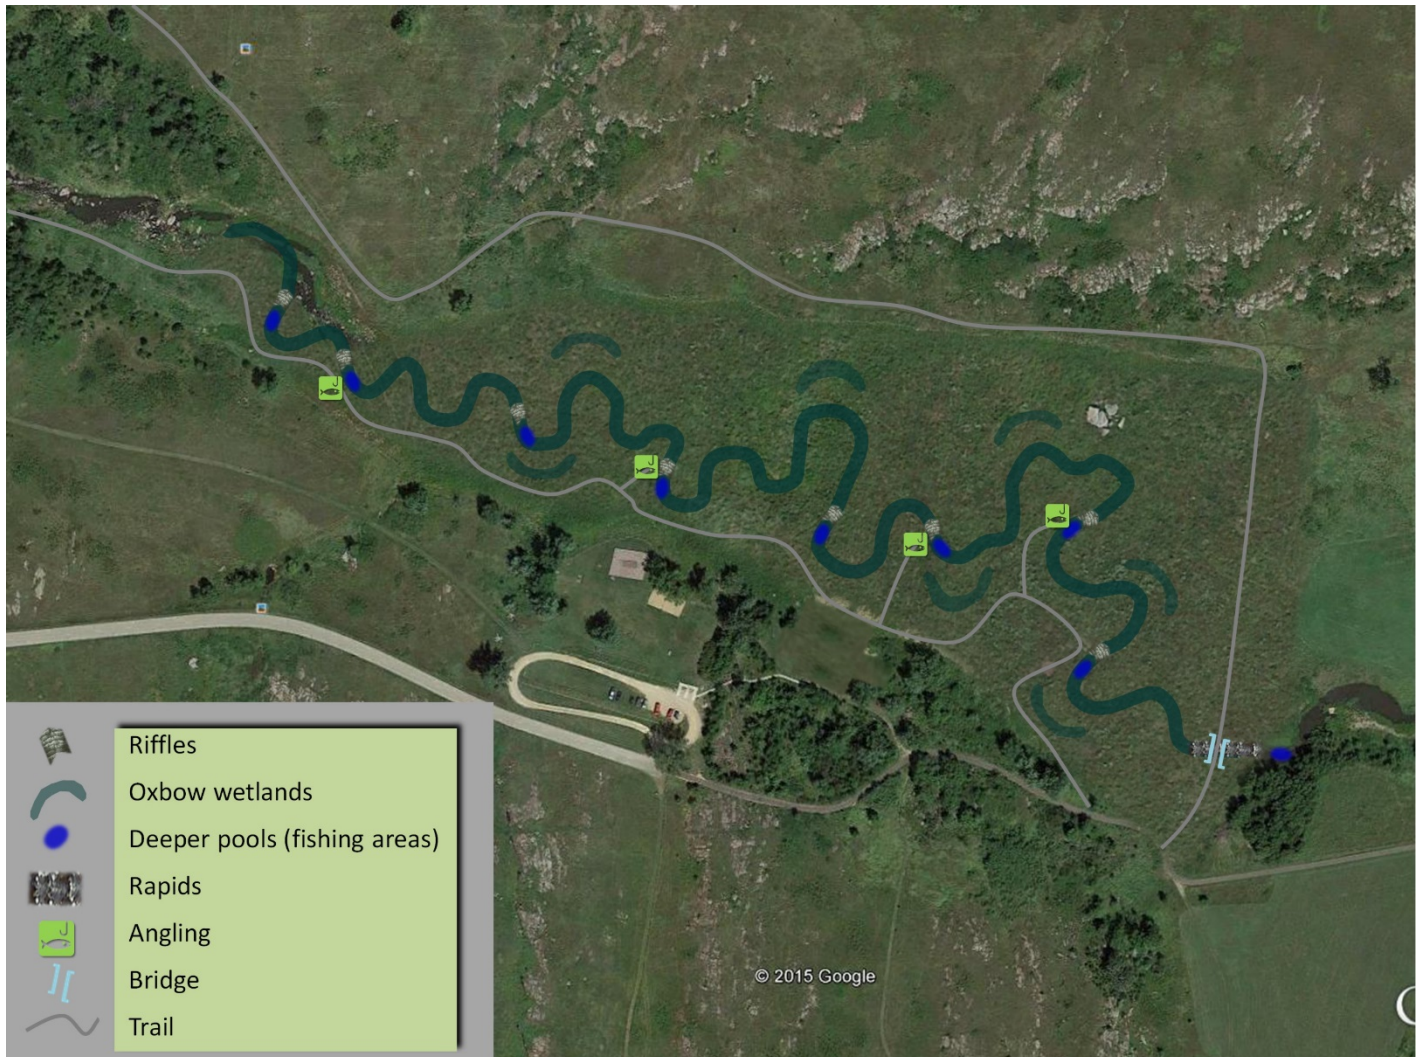 Riffles
Oxbow wetlands
Deeper pools (fishing areas)
Rapids
Angling
Bridge
Trail
© 2015 Google